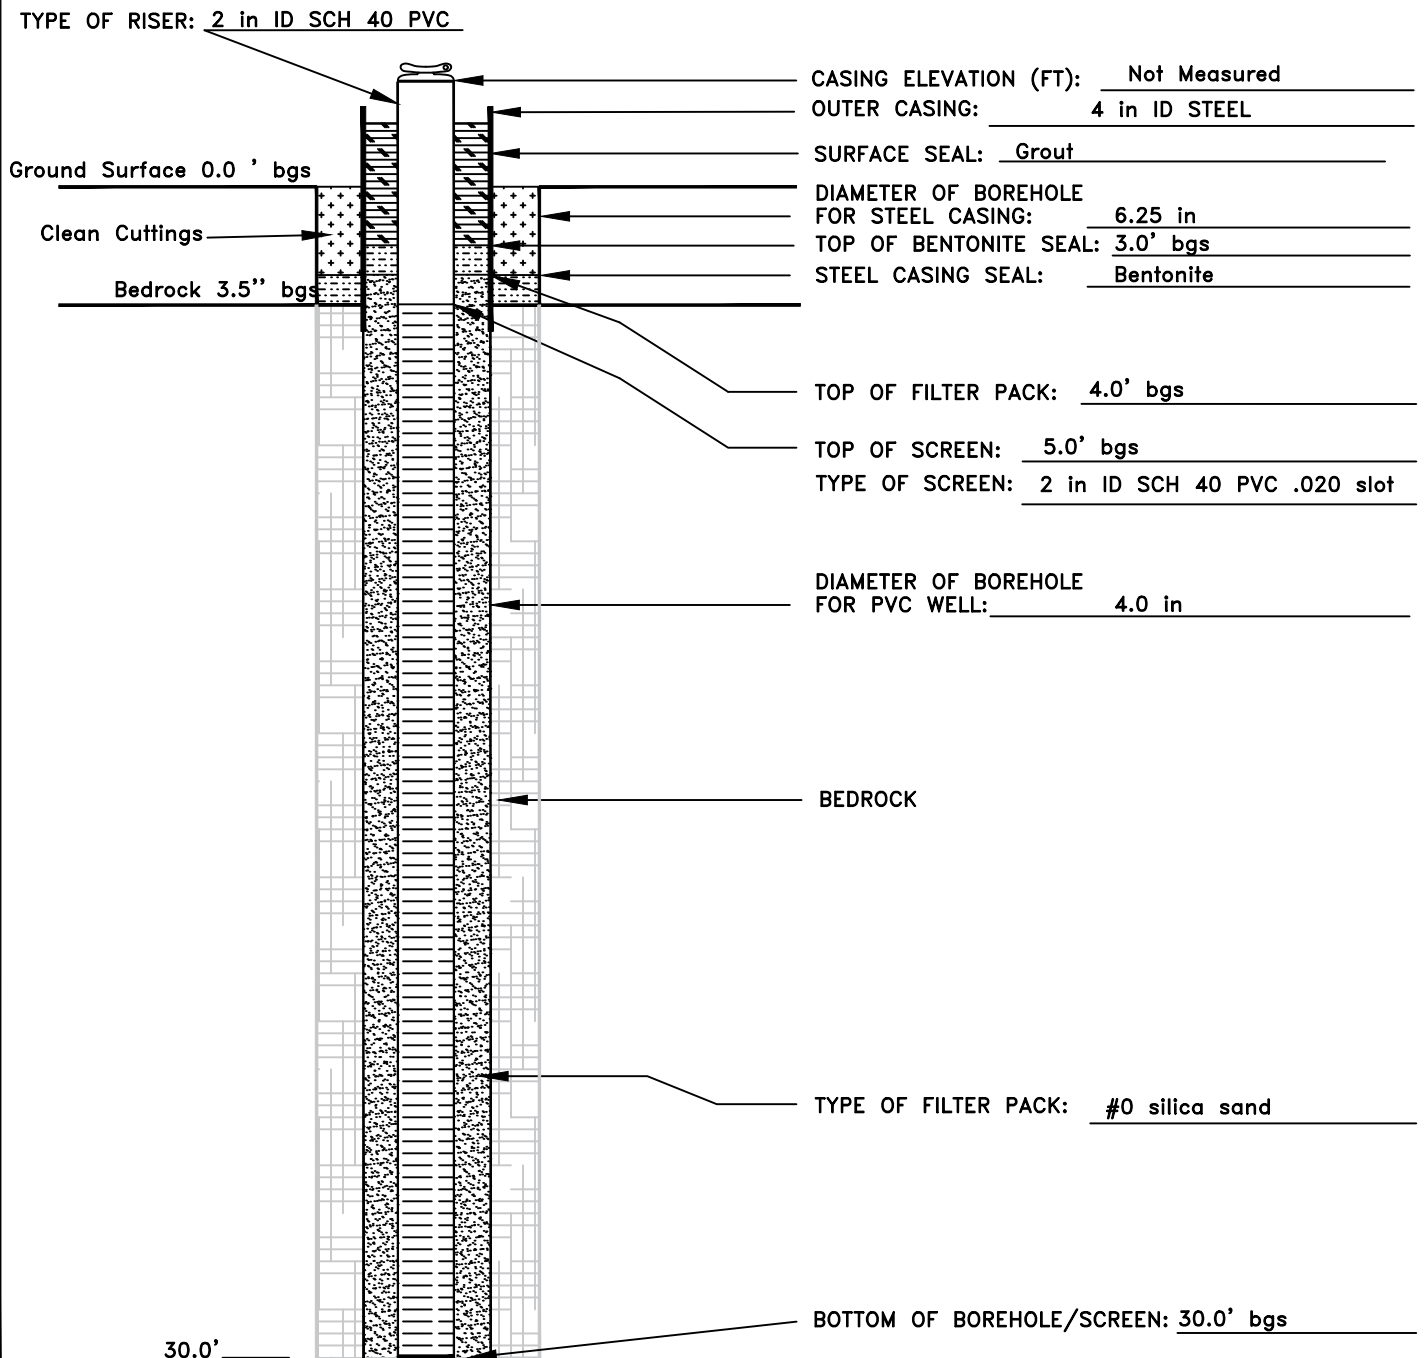 TYPE OF RISER: 2 in ID SCH 40 PVC
CASING ELEVATION (FT): Not Measured
OUTER CASING: 4 in ID STEEL
SURFACE SEAL: Grout
Ground Surface 0.0 ' bgs
DIAMETER OF BOREHOLE
FOR STEEL CASING: 6.25 in
Clean Cuttings
TOP OF BENTONITE SEAL: 3.0' bgs
STEEL CASING SEAL: Bentonite
Bedrock 3.5'' bgs
TOP OF FILTER PACK: 4.0' bgs
TOP OF SCREEN: 5.0' bgs
TYPE OF SCREEN: 2 in ID SCH 40 PVC .020 slot
DIAMETER OF BOREHOLE
FOR PVC WELL: 4.0 in
BEDROCK
TYPE OF FILTER PACK: #0 silica sand
BOTTOM OF BOREHOLE/SCREEN: 30.0' bgs
30.0'